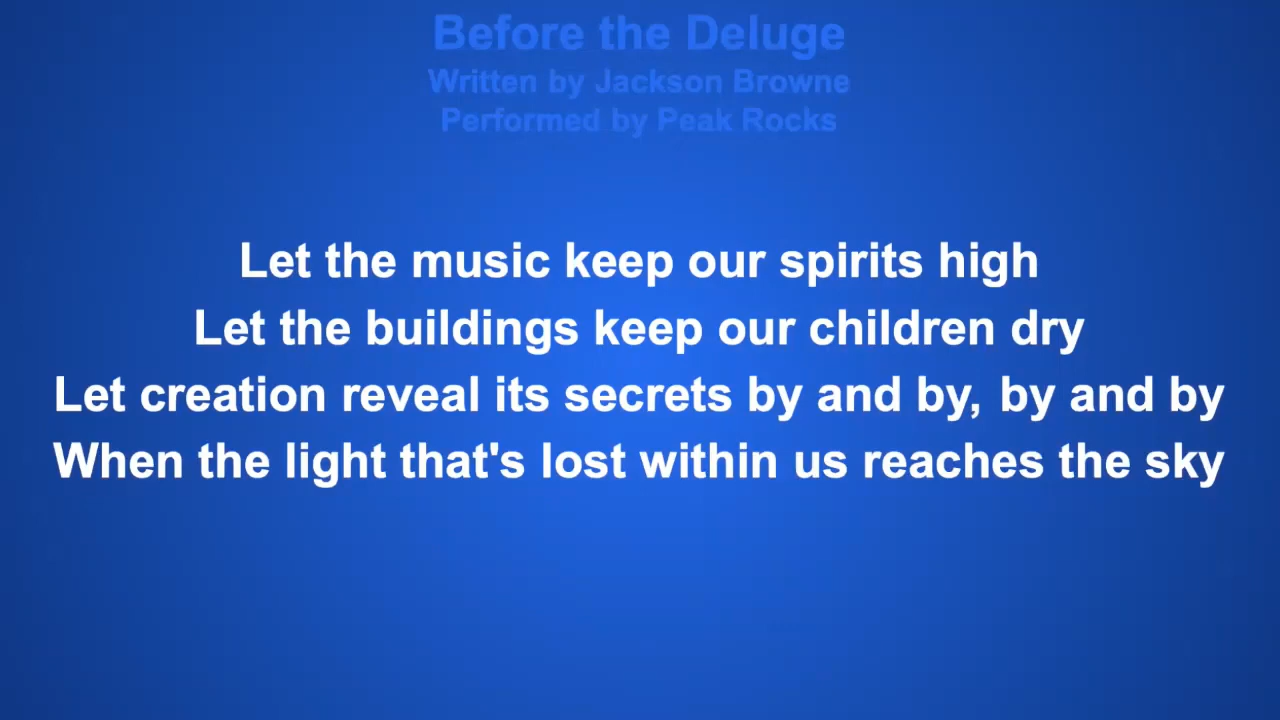 Before the Deluge
Written by Jackson Browne
Performed by Peak Rocks
Let the music keep our spirits high
Let the buildings keep our children dry
Let creation reveal its secrets by and by, by and by
When the light that's lost within us reaches the sky